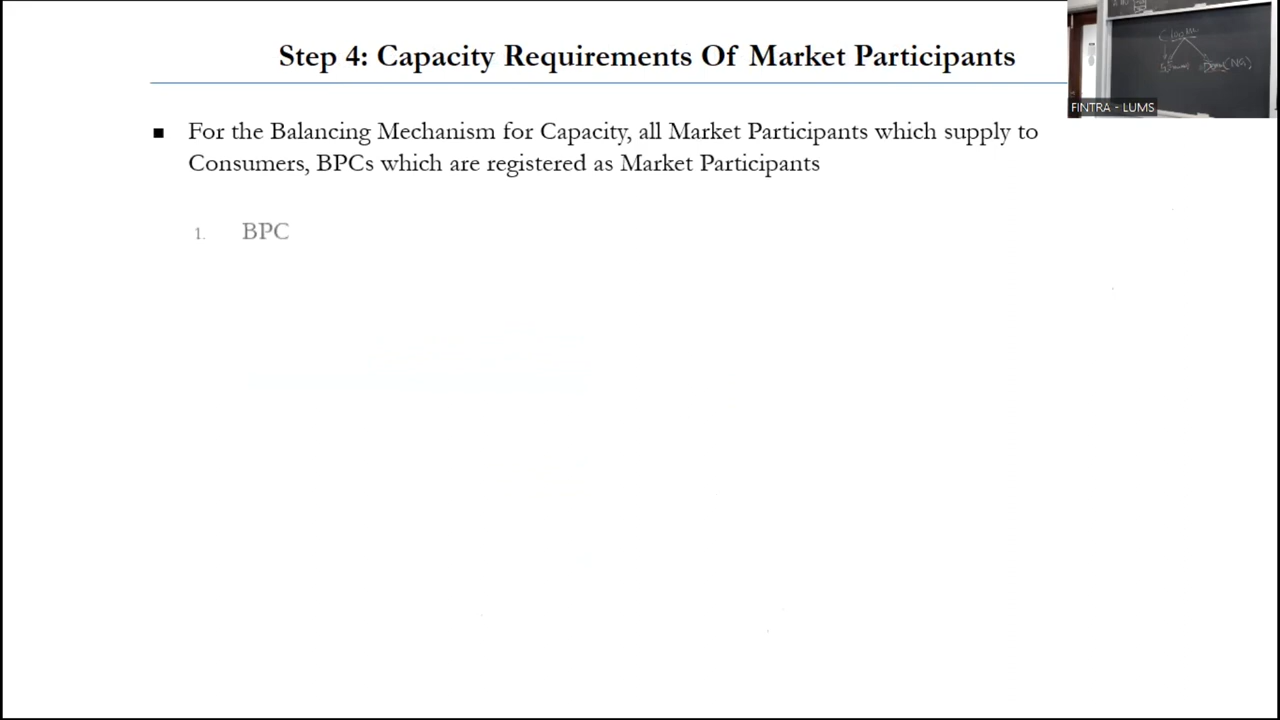 Step 4: Capacity Requirements Of Market Participants
FINTRA - LUMS
■ For the Balancing Mechanism for Capacity, all Market Participants which supply to
Consumers, BPCs which are registered as Market Participants
1. BPC